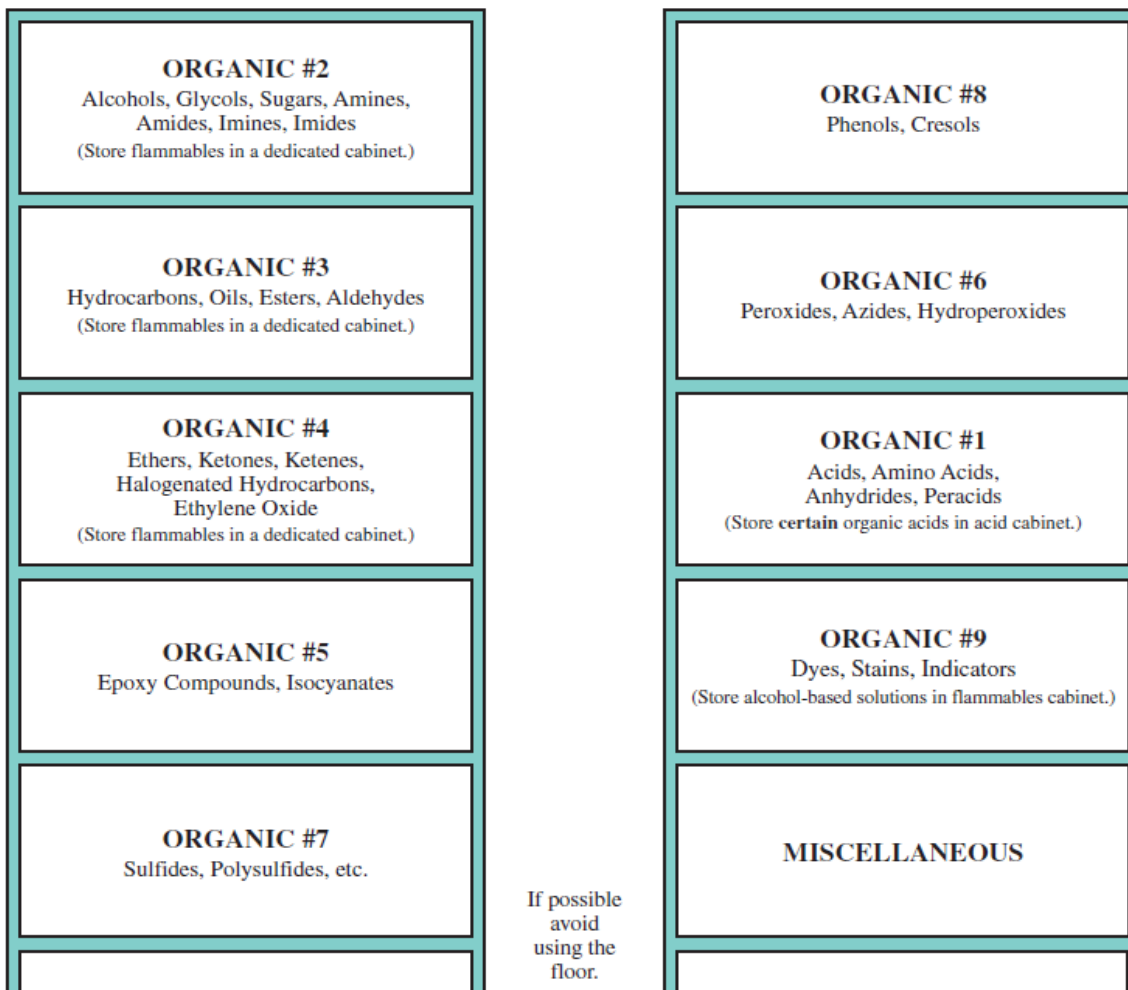 ORGANIC #2
Alcohols, Glycols, Sugars, Amines,
Amides, Imines, Imides
(Store flammables in a dedicated cabinet.)
ORGANIC #3
Hydrocarbons, Oils, Esters, Aldehydes
(Store flammables in a dedicated cabinet.)
ORGANIC #4
Ethers, Ketones, Ketenes,
Halogenated Hydrocarbons,
Ethylene Oxide
(Store flammables in a dedicated cabinet.)
ORGANIC #5
Epoxy Compounds, Isocyanates
ORGANIC #7
Sulfides, Polysulfides, etc.
If possible
avoid
using the
floor.
ORGANIC #8
Phenols, Cresols
ORGANIC #6
Peroxides, Azides, Hydroperoxides
ORGANIC #1
Acids, Amino Acids,
Anhydrides, Peracids
(Store certain organic acids in acid cabinet.)
ORGANIC #9
Dyes, Stains, Indicators
(Store alcohol-based solutions in flammables cabinet.)
MISCELLANEOUS